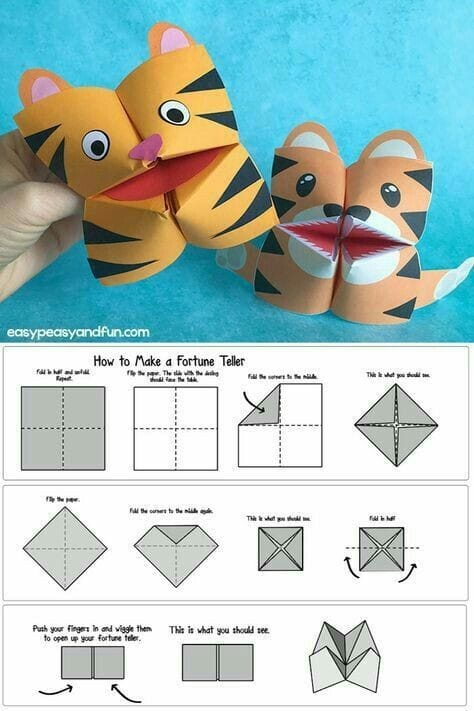 easypeasyandfun.com
How to Make a Fortune Teller
Fold in half and unfold.
Repeat.
Flip the paper. The side with the desing
should face the table.
Fold the corners to the middle.
This is what you should see.
Flip the paper.
Fold the corners to the middle again.
This is what you should see.
Fold in half
Push your fingers in and wiggle them
to open up your fortune teller.
This is what you should see.